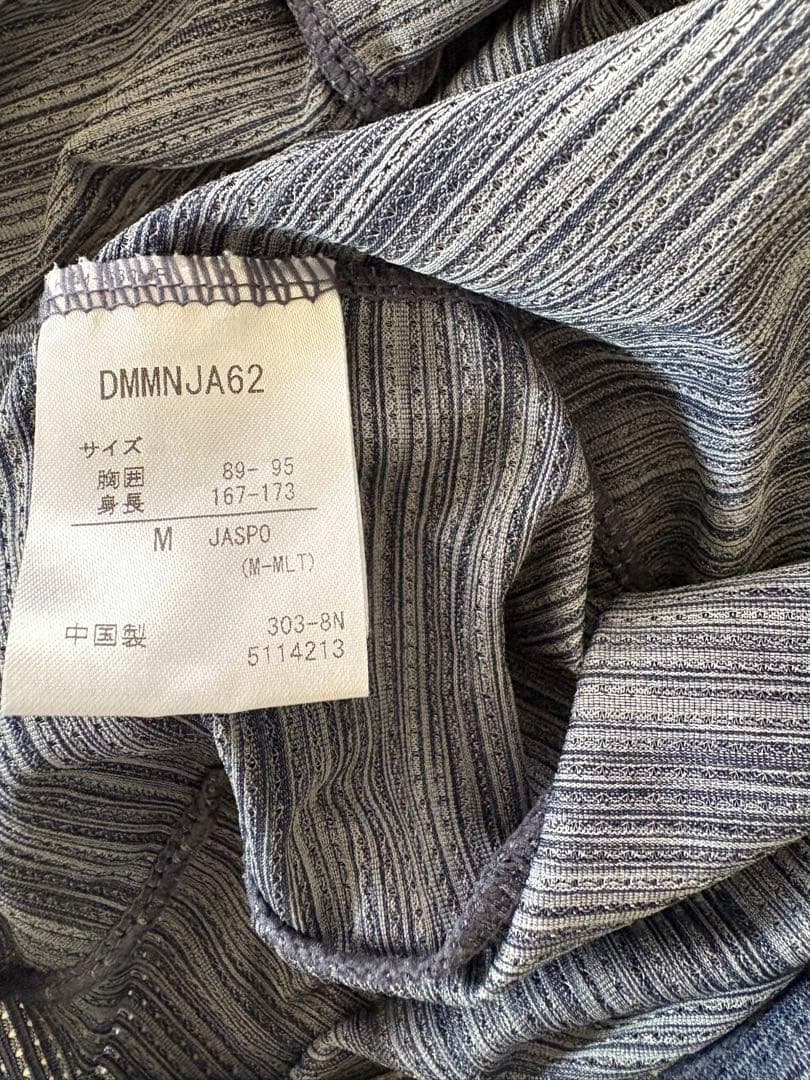 DMMNJA62
サイズ
胸囲 89- 95
身長 167-173
M JASPO
(M-MLT)
中国製 303-8N
5114213